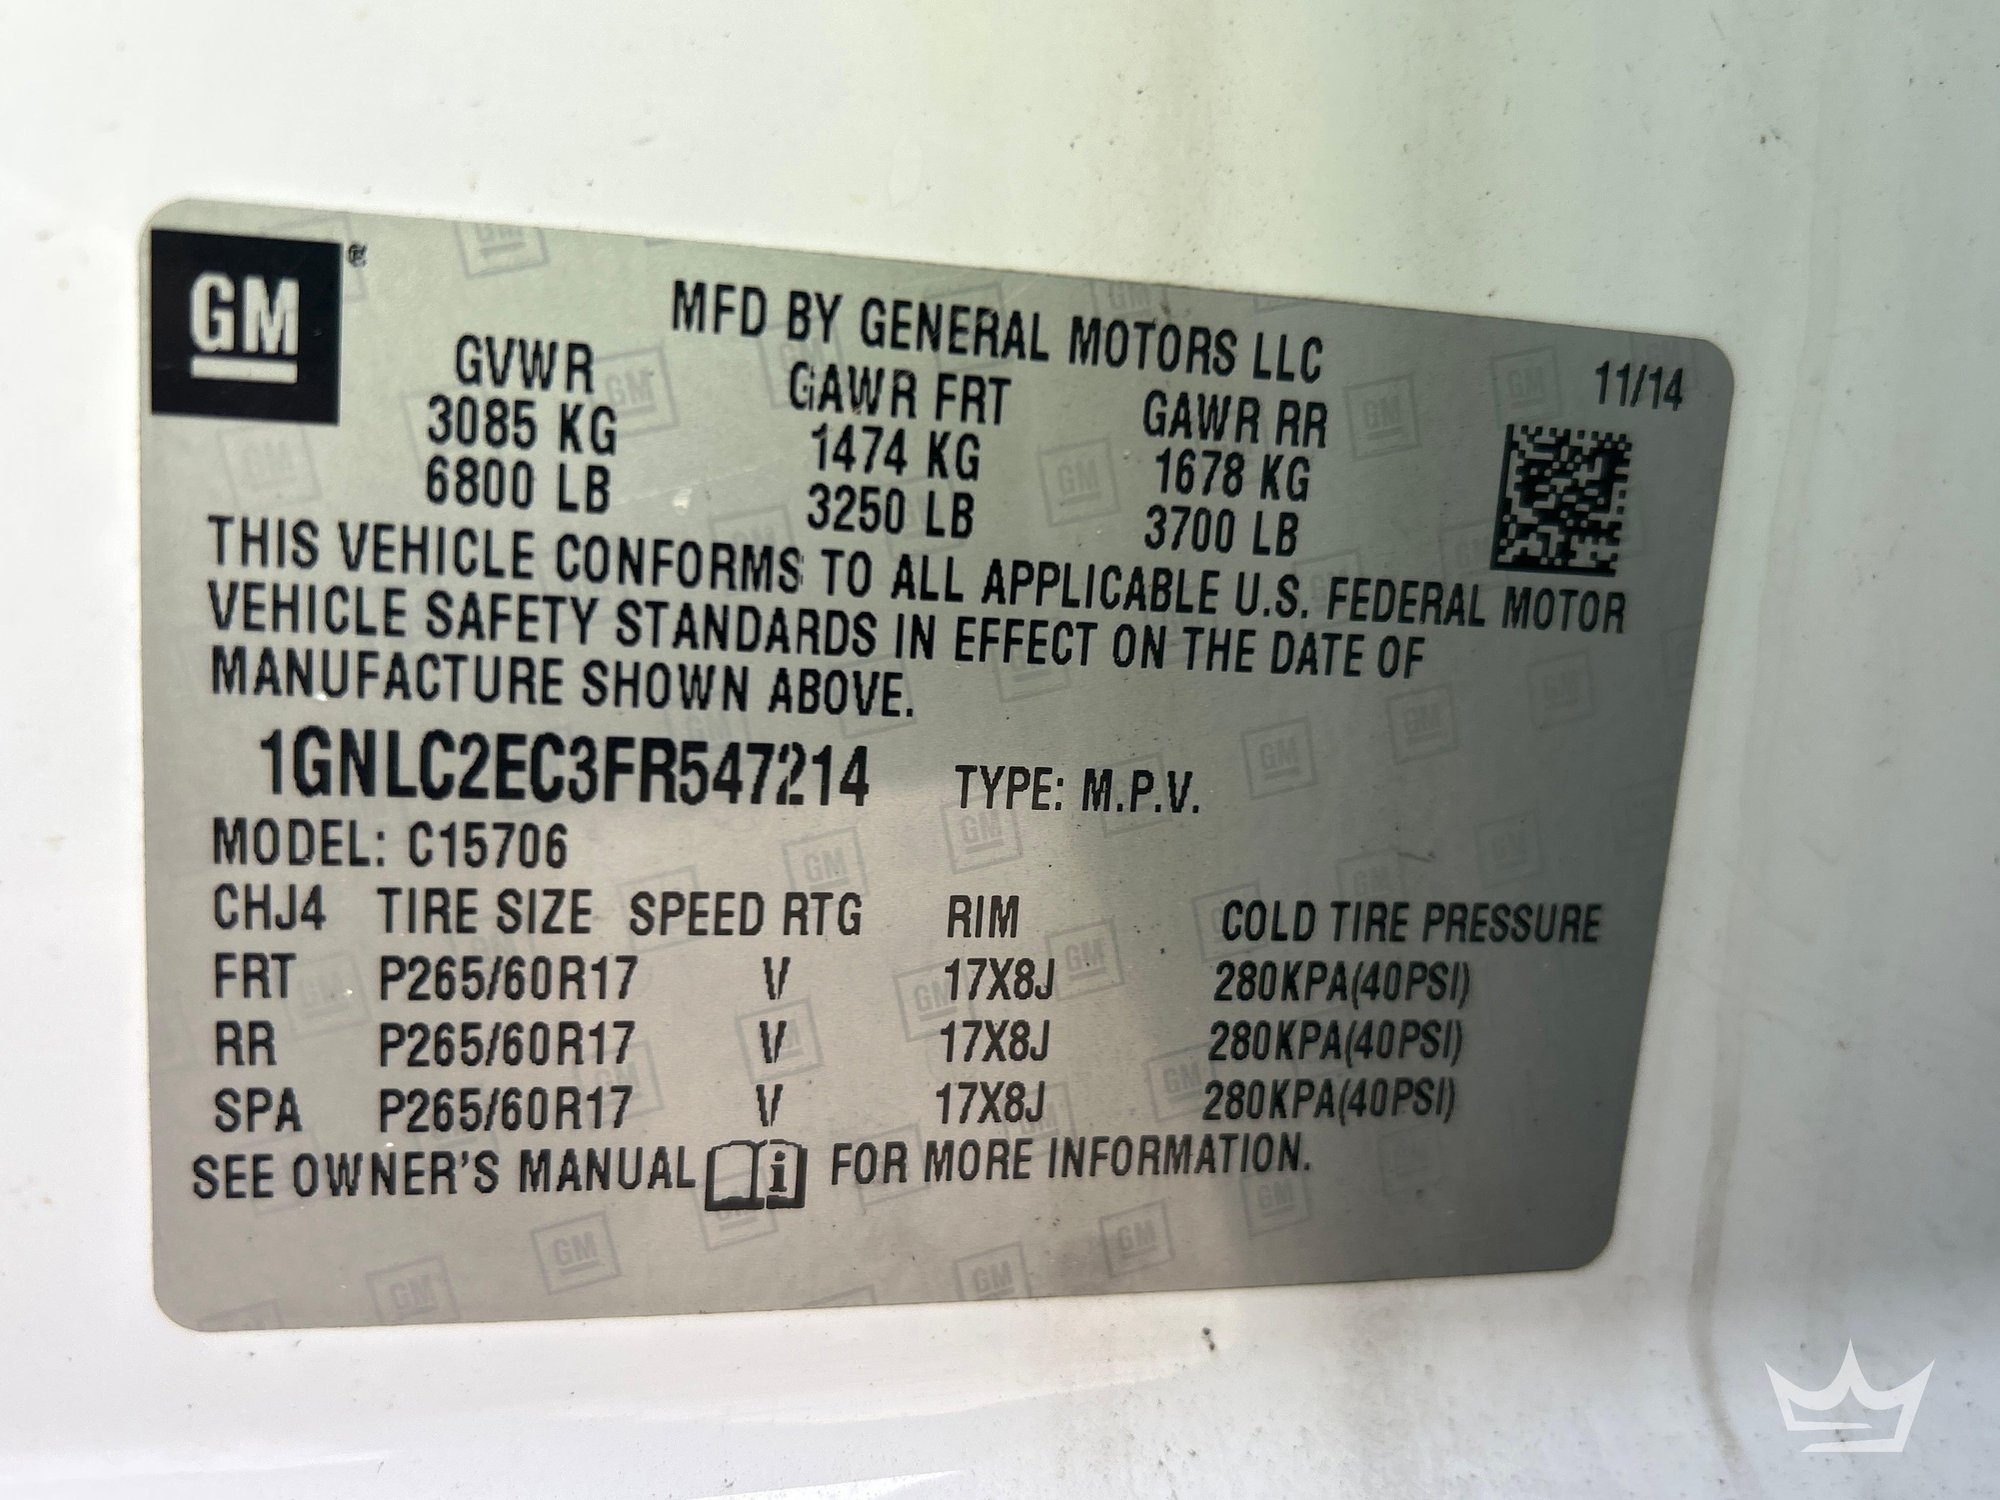 GM ®
MFD BY GENERAL MOTORS LLC
11/14
GVWR GAWR FRT GAWR RR
3085 KG 1474 KG 1678 KG
6800 LB 3250 LB 3700 LB
THIS VEHICLE CONFORMS TO ALL APPLICABLE U.S. FEDERAL MOTOR
VEHICLE SAFETY STANDARDS IN EFFECT ON THE DATE OF
MANUFACTURE SHOWN ABOVE.
1GNLC2EC3FR547214 TYPE: M.P.V.
MODEL: C15706
CHJ4 TIRE SIZE SPEED RTG RIM COLD TIRE PRESSURE
FRT P265/60R17 V 17X8J 280KPA(40PSI)
RR P265/60R17 V 17X8J 280KPA(40PSI)
SPA P265/60R17 V 17X8J 280KPA(40PSI)
SEE OWNER'S MANUAL i FOR MORE INFORMATION.